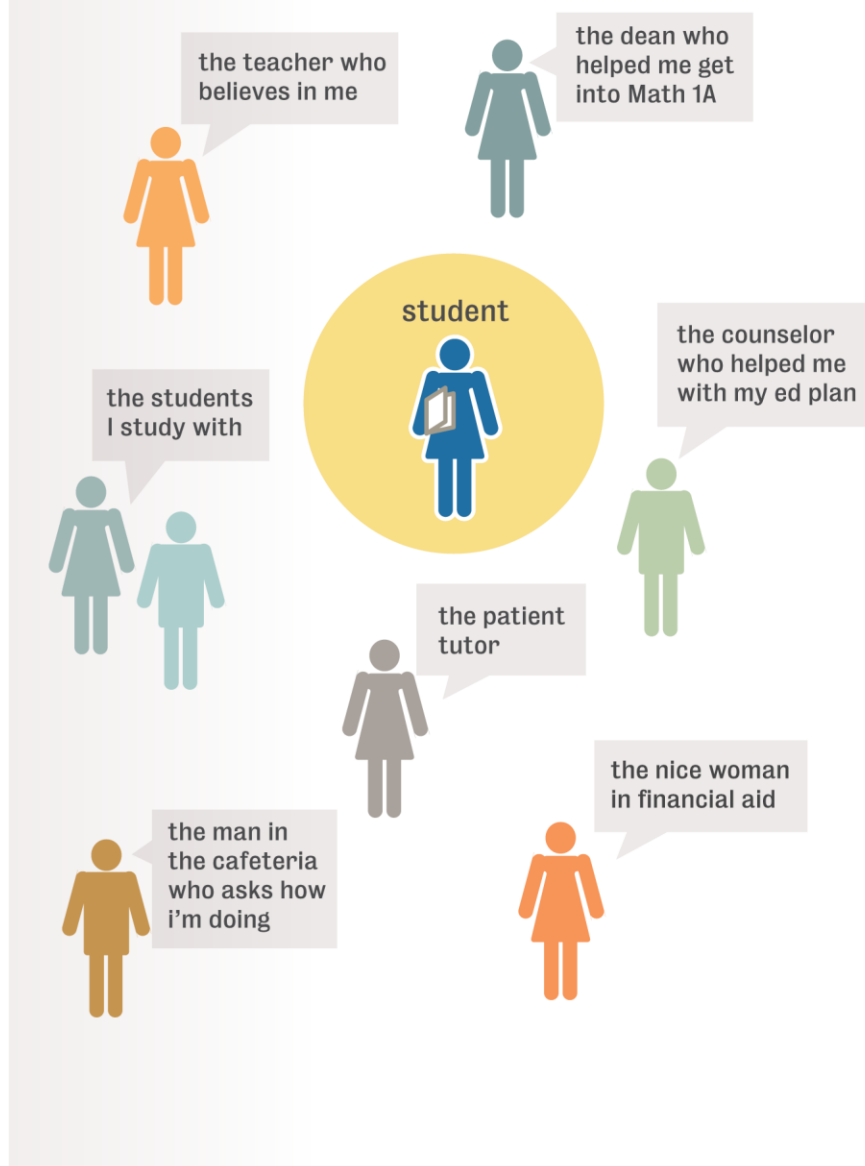 the teacher who
believes in me
the dean who
helped me get
into Math 1A
student
the counselor
who helped me
with my ed plan
the students
I study with
the patient
tutor
the nice woman
in financial aid
the man in
the cafeteria
who asks how
i'm doing